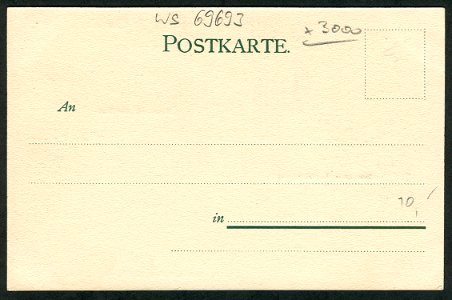 WS 69693
POSTKARTE.
x 3000
An
in
10